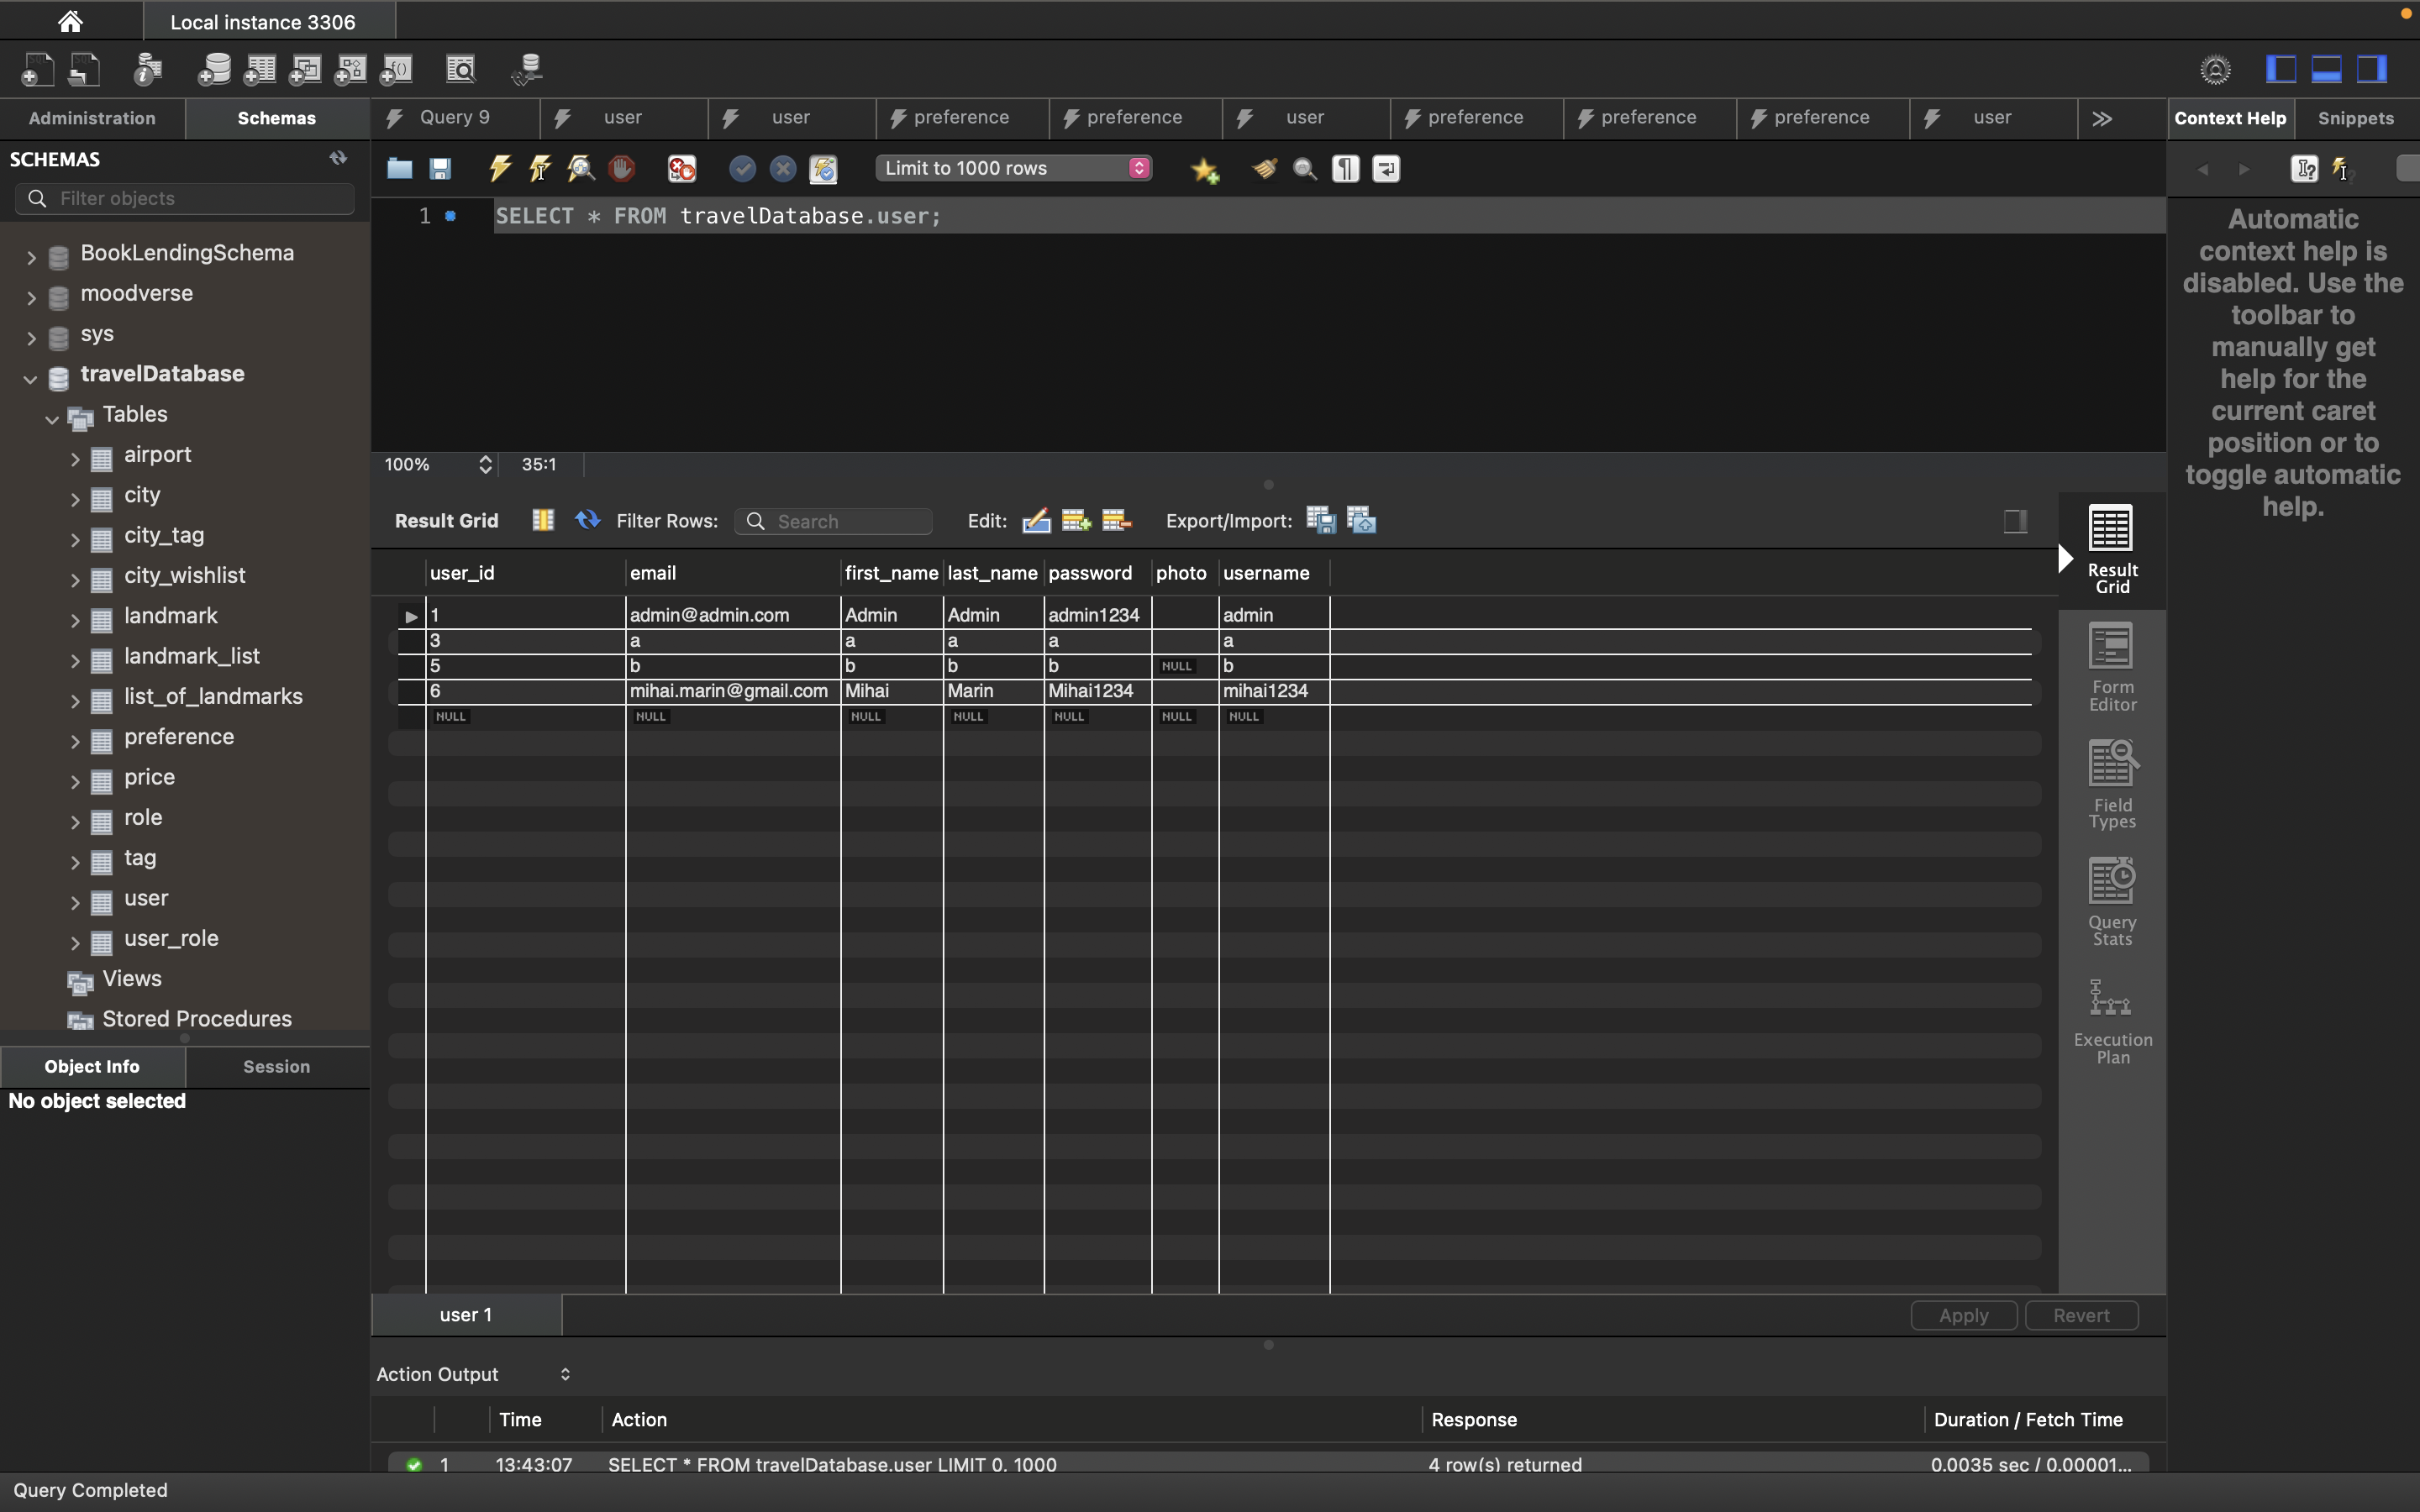 Local instance 3306
Administration
Schemas
Query 9
user
user
preference
preference
user
preference
preference
preference
user
Context Help
Snippets
SCHEMAS
Filter objects
Limit to 1000 rows
1
SELECT * FROM travelDatabase.user;
BookLendingSchema
moodverse
sys
travelDatabase
Tables
airport
city
city_tag
city_wishlist
landmark
landmark_list
list_of_landmarks
preference
price
role
tag
user
user_role
Views
Stored Procedures
Object Info
Session
No object selected
100%
35:1
Result Grid
Filter Rows:
Search
Edit:
Export/Import:
user_id email first_name last_name password photo username
1 admin@admin.com Admin Admin admin1234 admin
3 a a a a a
5 b b b b NULL b
6 mihai.marin@gmail.com Mihai Marin Mihai1234 mihai1234
NULL NULL NULL NULL NULL NULL NULL
Result
Grid
Form
Editor
Field
Types
Query
Stats
Execution
Plan
Automatic
context help is
disabled. Use the
toolbar to
manually get
help for the
current caret
position or to
toggle automatic
help.
user 1
Apply
Revert
Action Output
Time Action Response Duration / Fetch Time
1 13:43:07 SELECT * FROM travelDatabase.user LIMIT 0, 1000 4 row(s) returned 0.0035 sec / 0.00001...
Query Completed